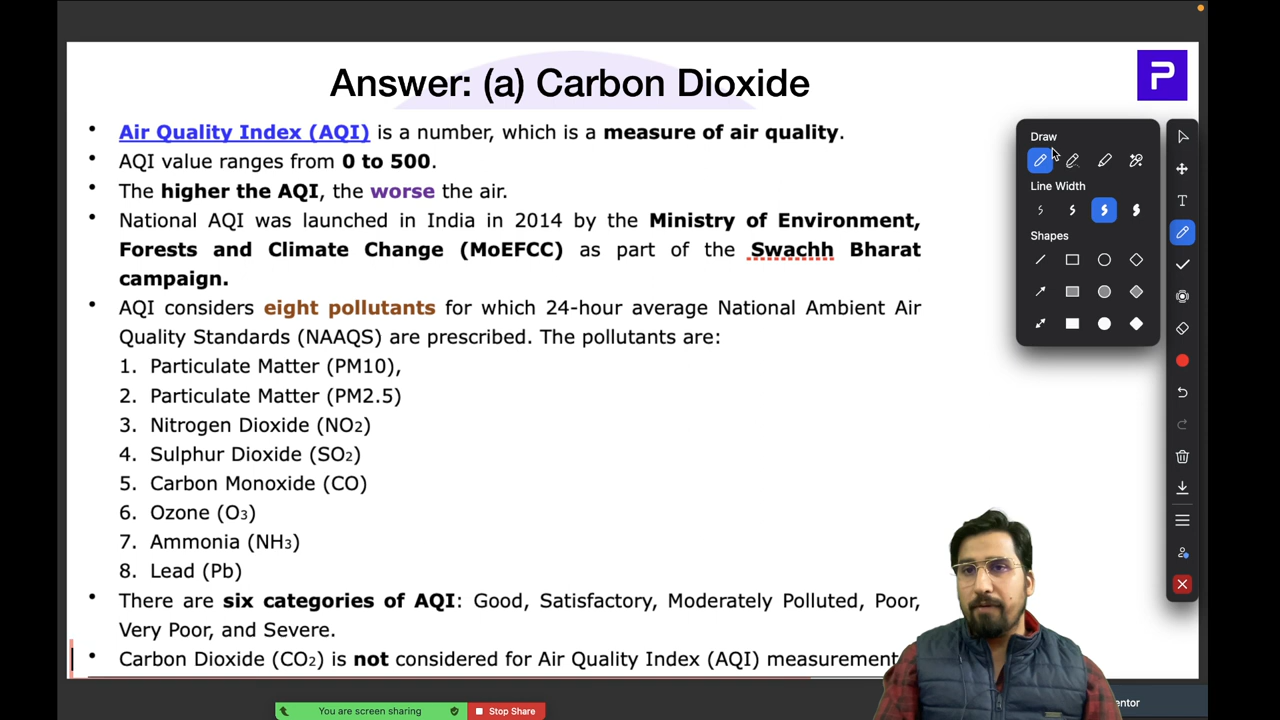 Answer: (a) Carbon Dioxide
P
• Air Quality Index (AQI) is a number, which is a measure of air quality.
• AQI value ranges from 0 to 500.
• The higher the AQI, the worse the air.
• National AQI was launched in India in 2014 by the Ministry of Environment,
Forests and Climate Change (MoEFCC) as part of the Swachh Bharat
campaign.
• AQI considers eight pollutants for which 24-hour average National Ambient Air
Quality Standards (NAAQS) are prescribed. The pollutants are:
1. Particulate Matter (PM10),
2. Particulate Matter (PM2.5)
3. Nitrogen Dioxide (NO2)
4. Sulphur Dioxide (SO2)
5. Carbon Monoxide (CO)
6. Ozone (O3)
7. Ammonia (NH3)
8. Lead (Pb)
• There are six categories of AQI: Good, Satisfactory, Moderately Polluted, Poor,
Very Poor, and Severe.
• Carbon Dioxide (CO2) is not considered for Air Quality Index (AQI) measurement
Draw
Line Width
Shapes
T
You are screen sharing
Stop Share